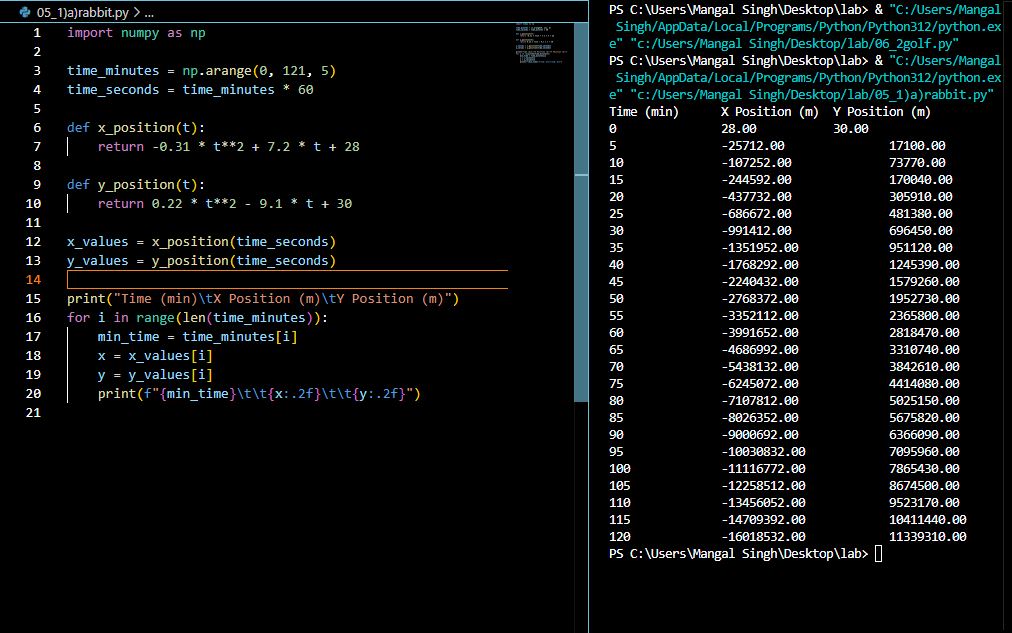 05_1)a)rabbit.py > ...
1 import numpy as np
2
3 time_minutes = np.arange(0, 121, 5)
4 time_seconds = time_minutes * 60
5
6 def x_position(t):
7     return -0.31 * t**2 + 7.2 * t + 28
8
9 def y_position(t):
10     return 0.22 * t**2 - 9.1 * t + 30
11
12 x_values = x_position(time_seconds)
13 y_values = y_position(time_seconds)
14
15 print("Time (min)\tX Position (m)\tY Position (m)")
16 for i in range(len(time_minutes)):
17     min_time = time_minutes[i]
18     x = x_values[i]
19     y = y_values[i]
20     print(f"{min_time}\t\t{x:.2f}\t\t{y:.2f}")
21
PS C:\Users\Mangal Singh\Desktop\lab> & "C:/Users/Mangal
Singh/AppData/Local/Programs/Python/Python312/python.ex
e" "c:/Users/Mangal Singh/Desktop/lab/06_2golf.py"
PS C:\Users\Mangal Singh\Desktop\lab> & "C:/Users/Mangal
Singh/AppData/Local/Programs/Python/Python312/python.ex
e" "c:/Users/Mangal Singh/Desktop/lab/05_1)a)rabbit.py"
Time (min) X Position (m) Y Position (m)
0 28.00 30.00
5 -25712.00 17100.00
10 -107252.00 73770.00
15 -244592.00 170040.00
20 -437732.00 305910.00
25 -686672.00 481380.00
30 -991412.00 696450.00
35 -1351952.00 951120.00
40 -1768292.00 1245390.00
45 -2240432.00 1579260.00
50 -2768372.00 1952730.00
55 -3352112.00 2365800.00
60 -3991652.00 2818470.00
65 -4686992.00 3310740.00
70 -5438132.00 3842610.00
75 -6245072.00 4414080.00
80 -7107812.00 5025150.00
85 -8026352.00 5675820.00
90 -9000692.00 6366090.00
95 -10030832.00 7095960.00
100 -11116772.00 7865430.00
105 -12258512.00 8674500.00
110 -13456052.00 9523170.00
115 -14709392.00 10411440.00
120 -16018532.00 11339310.00
PS C:\Users\Mangal Singh\Desktop\lab>